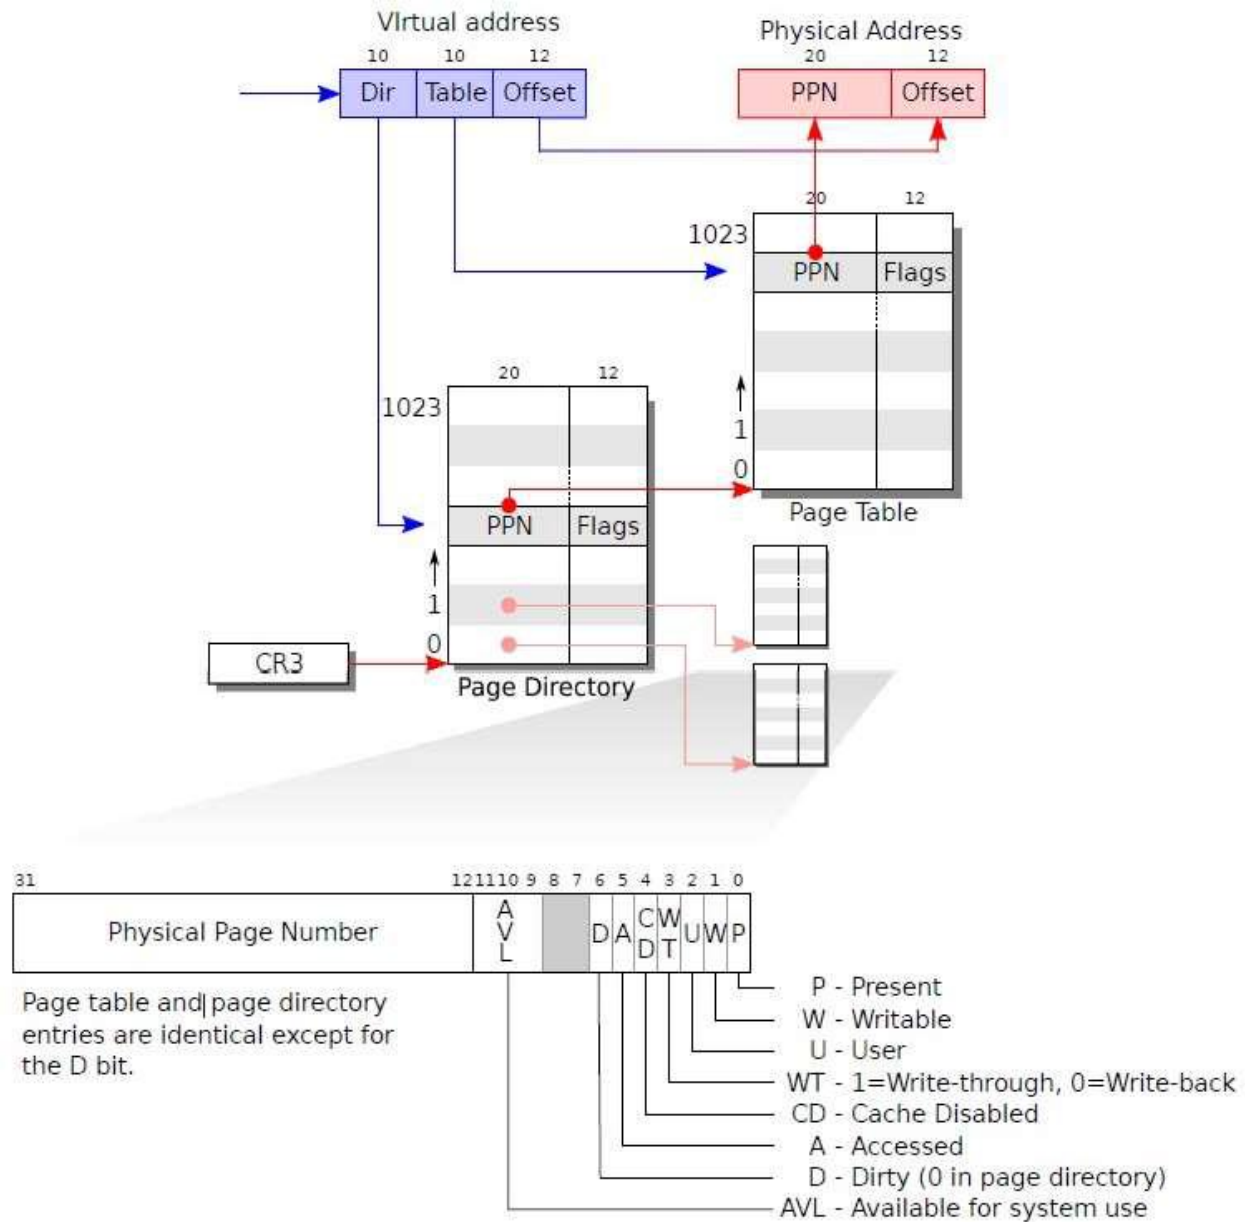 VIrtual address
Physical Address
10 10 12
20 12
Dir Table Offset
PPN Offset
20 12
1023
PPN Flags
20 12
1023
1
0
Page Table
PPN Flags
1
0
CR3
Page Directory
31 12 11 10 9 8 7 6 5 4 3 2 1 0
Physical Page Number AVL D A CD WT U W P
Page table and page directory
entries are identical except for
the D bit.
P - Present
W - Writable
U - User
WT - 1=Write-through, 0=Write-back
CD - Cache Disabled
A - Accessed
D - Dirty (0 in page directory)
AVL - Available for system use